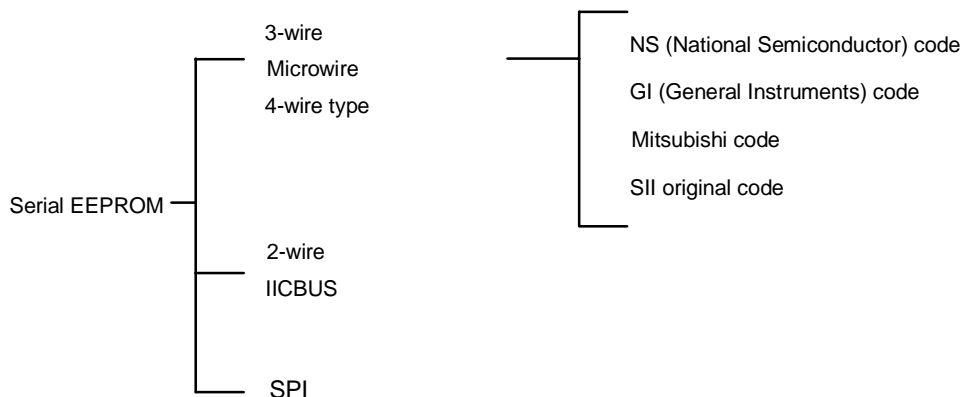 Serial EEPROM
3-wire
Microwire
4-wire type
NS (National Semiconductor) code
GI (General Instruments) code
Mitsubishi code
SII original code
2-wire
IICBUS
SPI